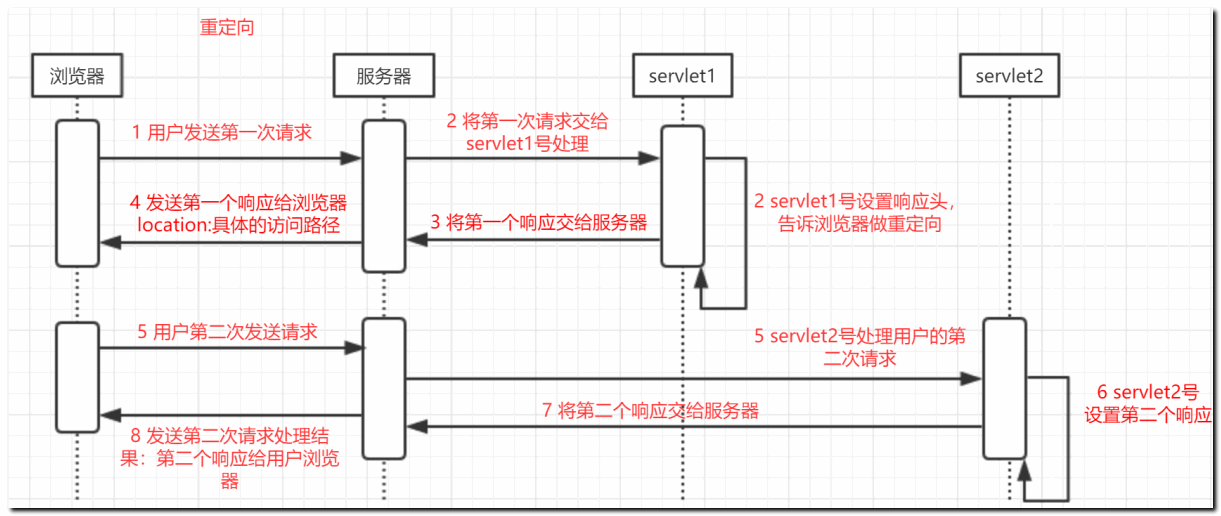 重定向
浏览器
服务器
servlet1
servlet2
1 用户发送第一次请求
2 将第一次请求交给
servlet1号处理
2 servlet1号设置响应头，
告诉浏览器做重定向
4 发送第一个响应给浏览器
location:具体的访问路径
3 将第一个响应交给服务器
5 用户第二次发送请求
5 servlet2号处理用户的第
二次请求
6 servlet2号
设置第二个响应
7 将第二个响应交给服务器
8 发送第二次请求处理结
果：第二个响应给用户浏览
器